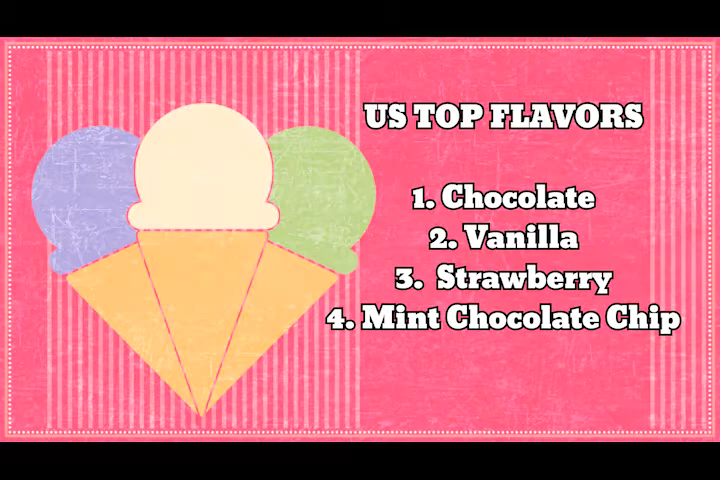 US TOP FLAVORS
1. Chocolate
2. Vanilla
3. Strawberry
4. Mint Chocolate Chip